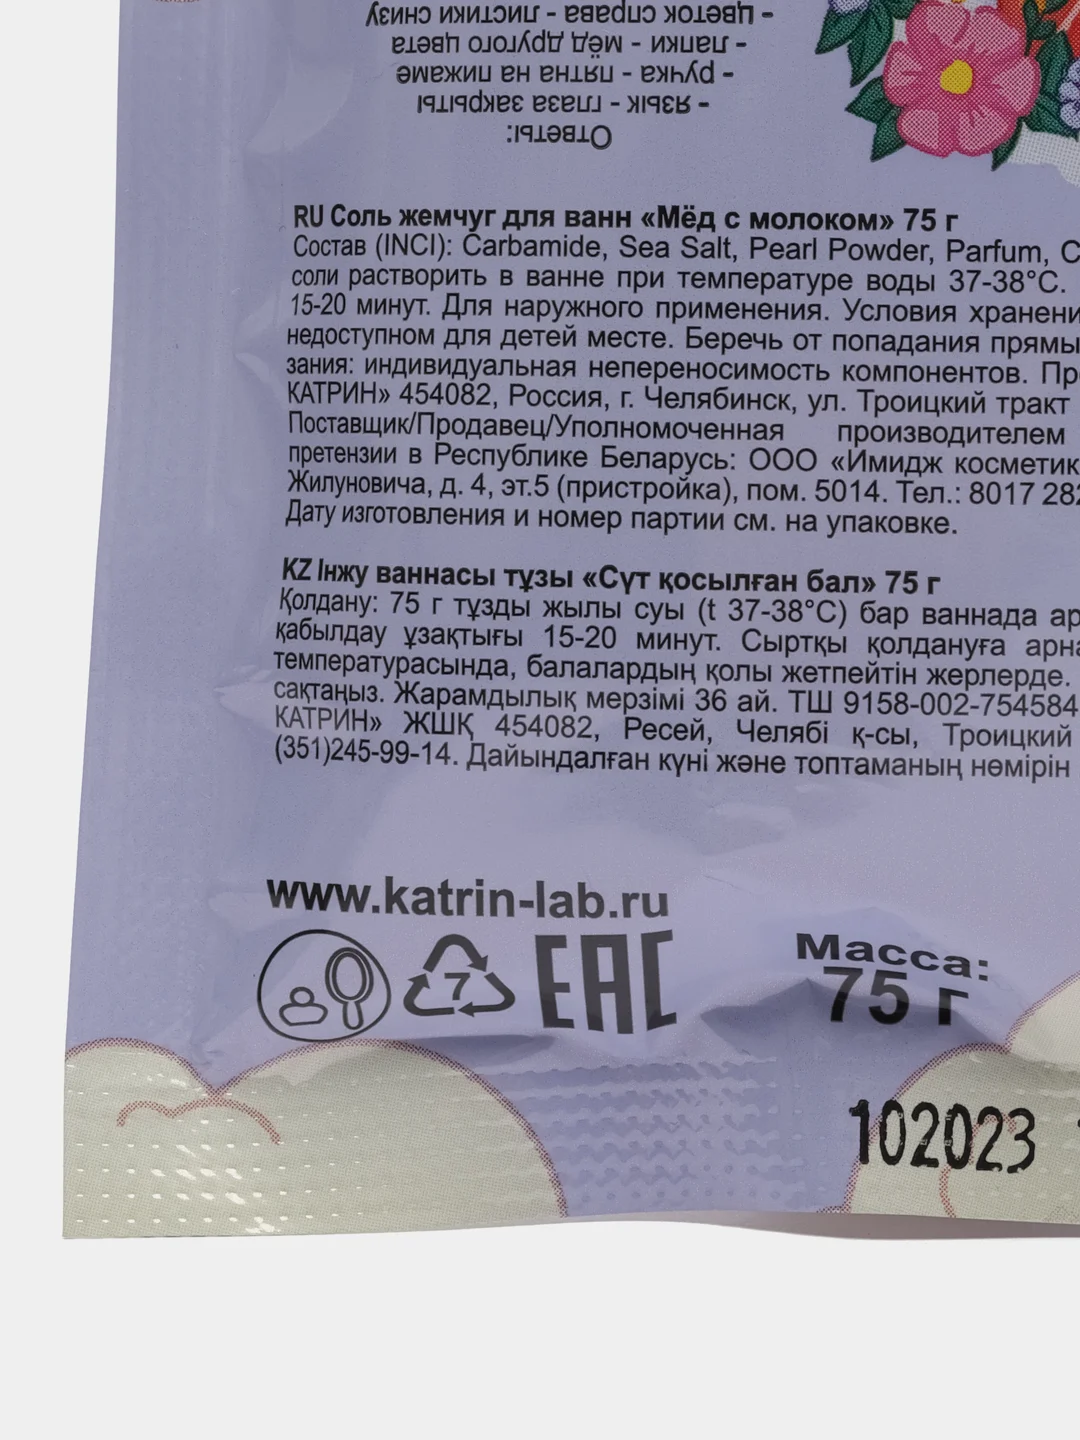 Ответы:
- язык - глаза закрыты
- ручка - пятна на пижаме
- лапки - мёд другого цвета
- цветок справа - листики снизу
RU Соль жемчуг для ванн «Мёд с молоком» 75 г
Состав (INCI): Carbamide, Sea Salt, Pearl Powder, Parfum,
соли растворить в ванне при температуре воды 37-38°С.
15-20 минут. Для наружного применения. Условия хранени
недоступном для детей месте. Беречь от попадания прямы
зания: индивидуальная непереносимость компонентов. Пр
КАТРИН» 454082, Россия, г. Челябинск, ул. Троицкий тракт
Поставщик/Продавец/Уполномоченная производителем
претензии в Республике Беларусь: ООО «Имидж косметик
Жилуновича, д. 4, эт.5 (пристройка), пом. 5014. Тел.: 8017 282
Дату изготовления и номер партии см. на упаковке.
KZ Інжу ваннасы тұзы «Сүт қосылған бал» 75 г
Қолдану: 75 г тұзды жылы суы (t 37-38°С) бар ваннада ар
қабылдау ұзақтығы 15-20 минут. Сыртқы қолдануға арна
температурасында, балалардың қолы жетпейтін жерлерде.
сақтаңыз. Жарамдылық мерзімі 36 ай. ТШ 9158-002-754584
КАТРИН» ЖШҚ 454082, Ресей, Челябі қ-сы, Троицкий
(351)245-99-14. Дайындалған күні және топтаманың нөмірін
www.katrin-lab.ru
7 EAC
Масса:
75 г
102023